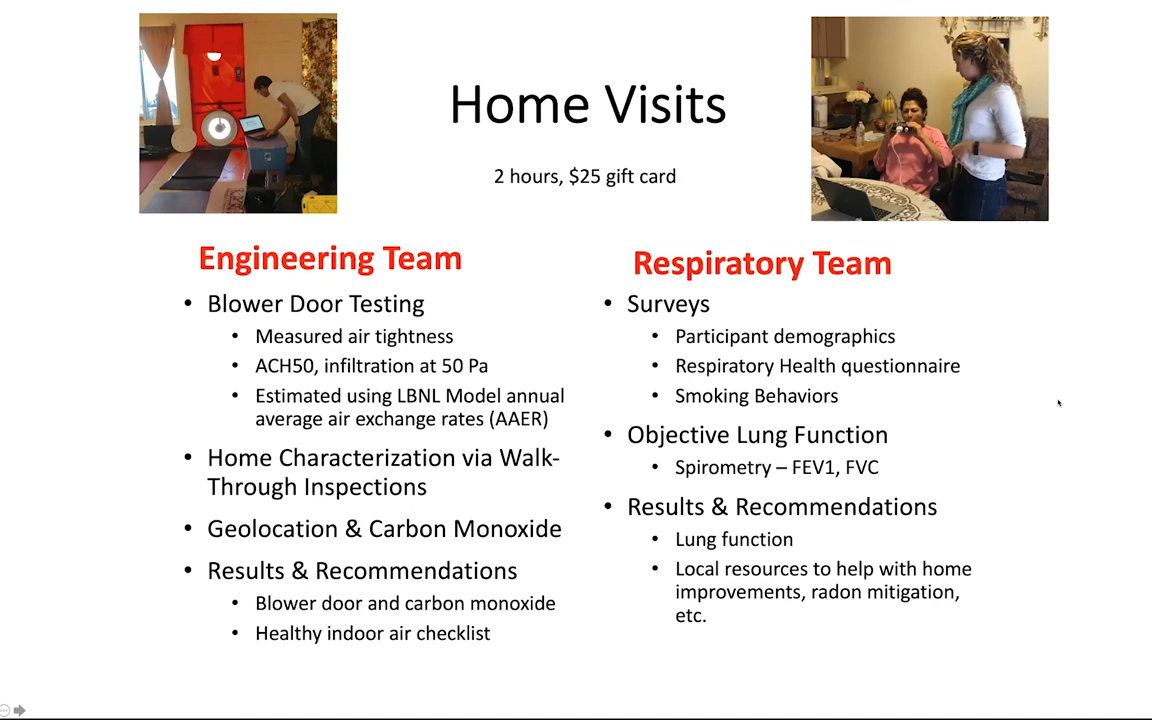 Home Visits
2 hours, $25 gift card
Engineering Team
• Blower Door Testing
• Measured air tightness
• ACH50, infiltration at 50 Pa
• Estimated using LBNL Model annual
average air exchange rates (AAER)
• Home Characterization via Walk-
Through Inspections
• Geolocation & Carbon Monoxide
• Results & Recommendations
• Blower door and carbon monoxide
• Healthy indoor air checklist
Respiratory Team
• Surveys
• Participant demographics
• Respiratory Health questionnaire
• Smoking Behaviors
• Objective Lung Function
• Spirometry – FEV1, FVC
• Results & Recommendations
• Lung function
• Local resources to help with home
improvements, radon mitigation,
etc.